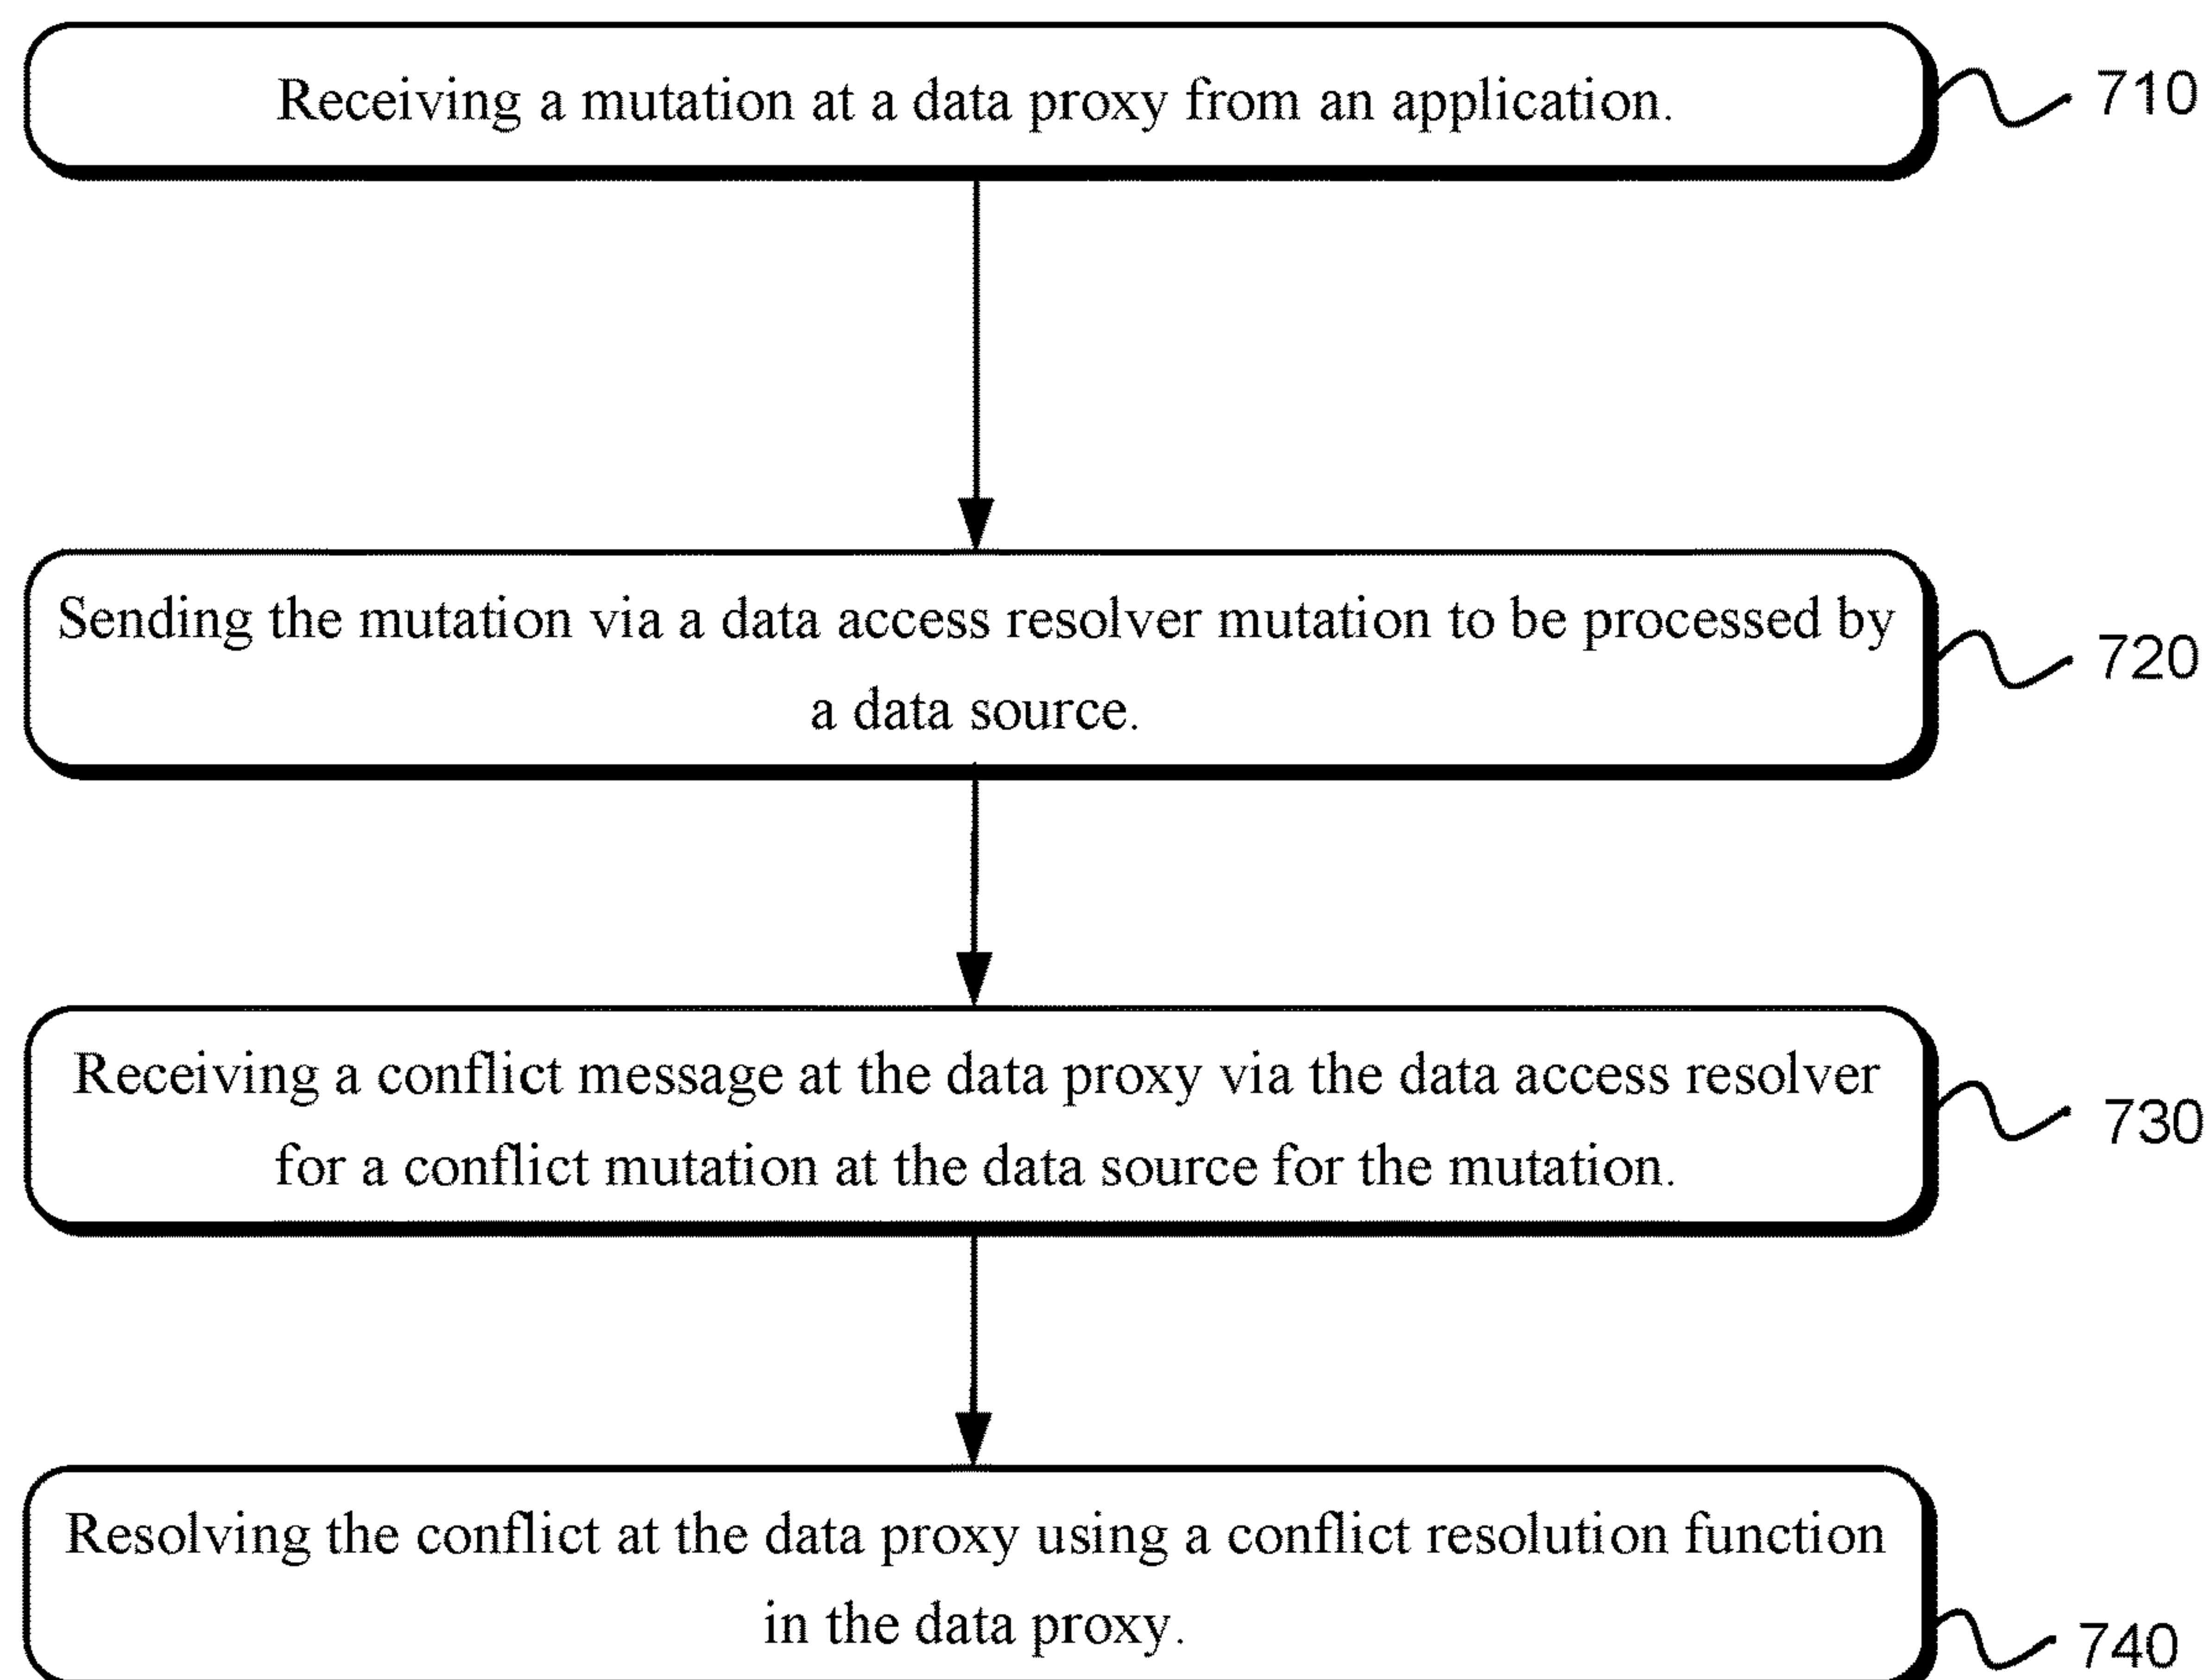 Receiving a mutation at a data proxy from an application.
710
Sending the mutation via a data access resolver mutation to be processed by
a data source.
720
Receiving a conflict message at the data proxy via the data access resolver
for a conflict mutation at the data source for the mutation.
730
Resolving the conflict at the data proxy using a conflict resolution function
in the data proxy.
740